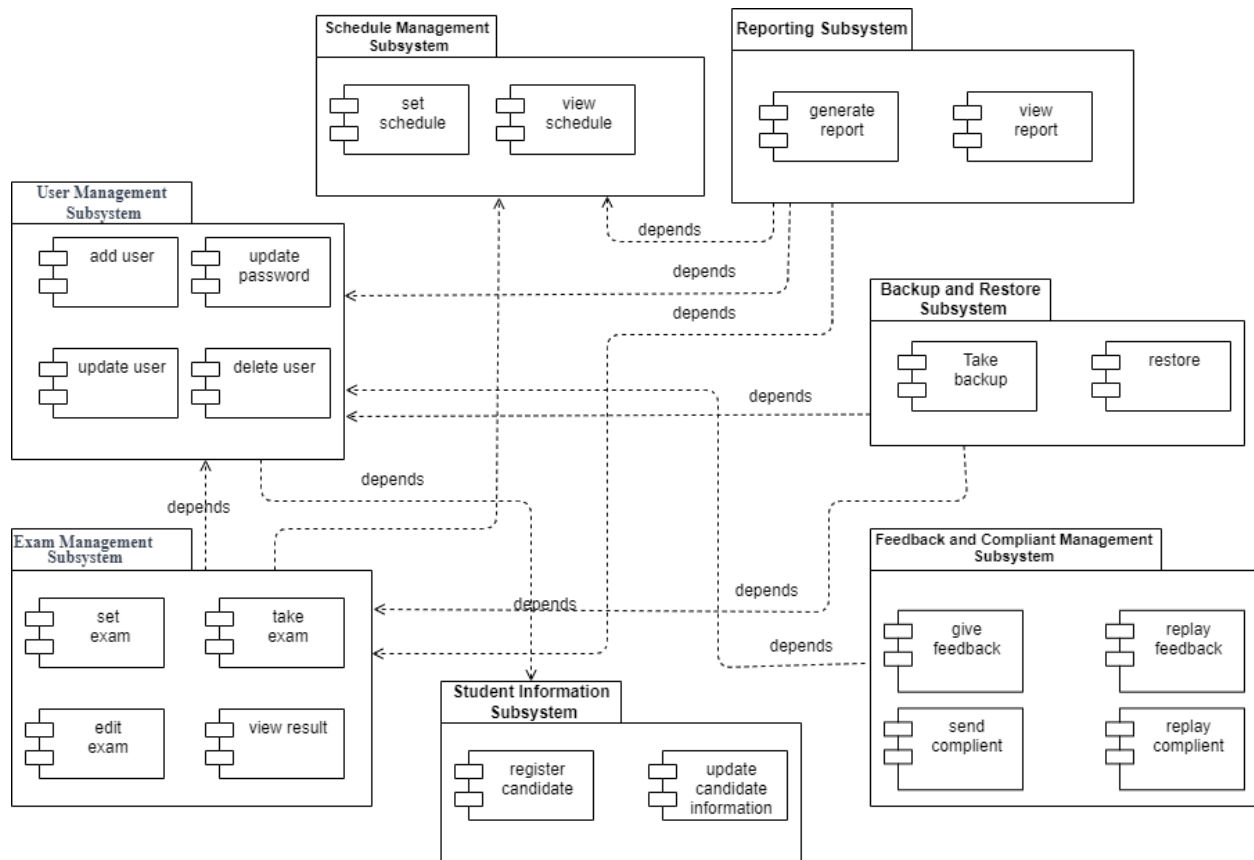 Schedule Management
Subsystem
set
schedule
view
schedule
Reporting Subsystem
generate
report
view
report
User Management
Subsystem
add user
update
password
update user
delete user
depends
depends
depends
Backup and Restore
Subsystem
Take
backup
restore
depends
depends
depends
Exam Management
Subsystem
set
exam
take
exam
edit
exam
view result
depends
depends
Student Information
Subsystem
register
candidate
update
candidate
information
Feedback and Compliant Management
Subsystem
give
feedback
replay
feedback
send
complient
replay
complient